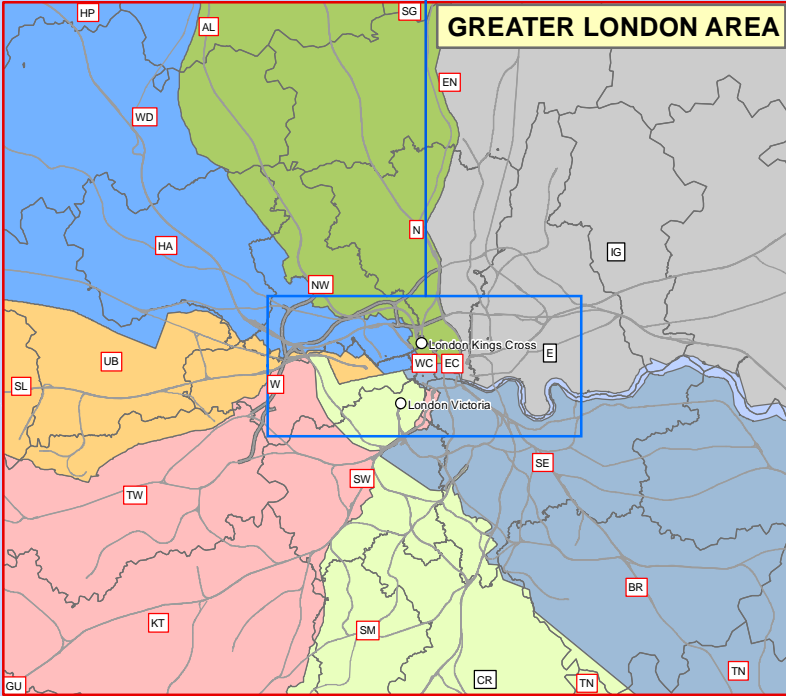 HP
SG
GREATER LONDON AREA
AL
EN
WD
N
HA
IG
NW
London Kings Cross
E
UB
WC
EC
SL
W
London Victoria
SE
SW
TW
BR
KT
SM
TN
CR
TN
GU